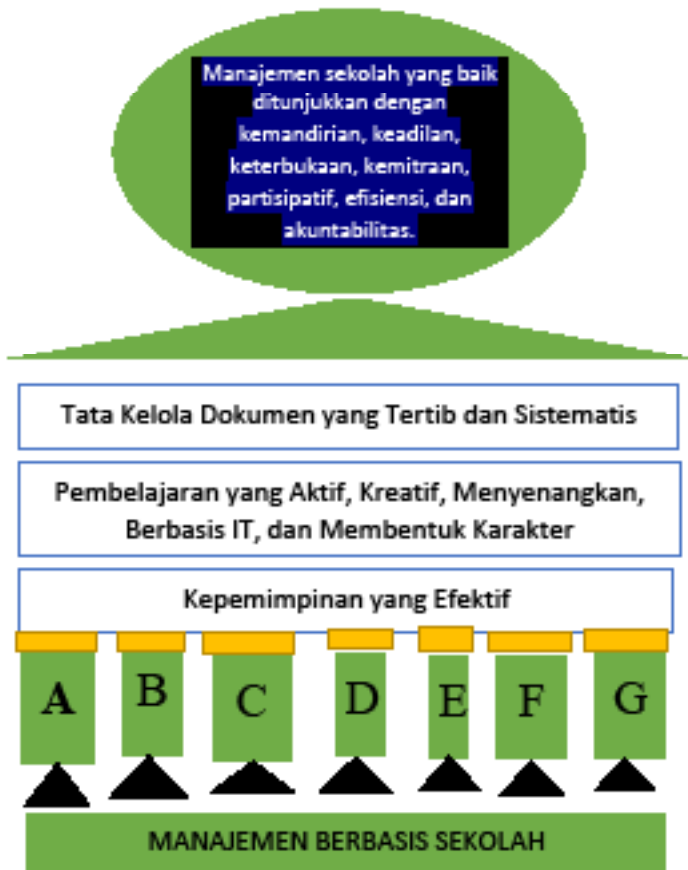 Manajemen sekolah yang baik
ditunjukkan dengan
kemandirian, keadilan,
keterbukaan, kemitraan,
partisipatif, efisiensi, dan
akuntabilitas.
Tata Kelola Dokumen yang Tertib dan Sistematis
Pembelajaran yang Aktif, Kreatif, Menyenangkan,
Berbasis IT, dan Membentuk Karakter
Kepemimpinan yang Efektif
A B C D E F G
MANAJEMEN BERBASIS SEKOLAH